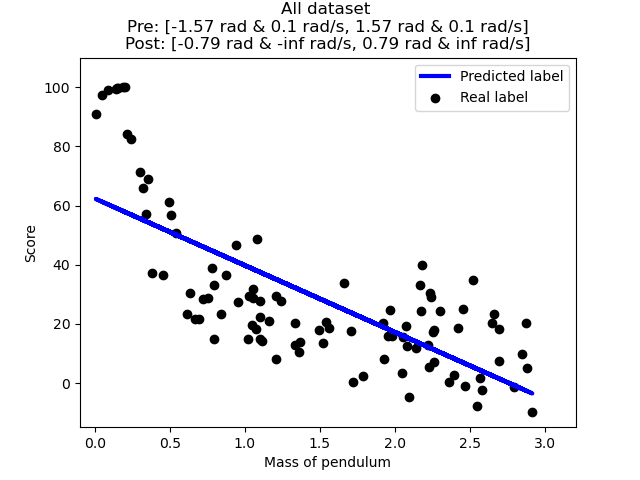 All dataset
Pre: [-1.57 rad & 0.1 rad/s, 1.57 rad & 0.1 rad/s]
Post: [-0.79 rad & -inf rad/s, 0.79 rad & inf rad/s]
Predicted label
Real label
100
80
60
40
20
0
Score
0.0 0.5 1.0 1.5 2.0 2.5 3.0
Mass of pendulum